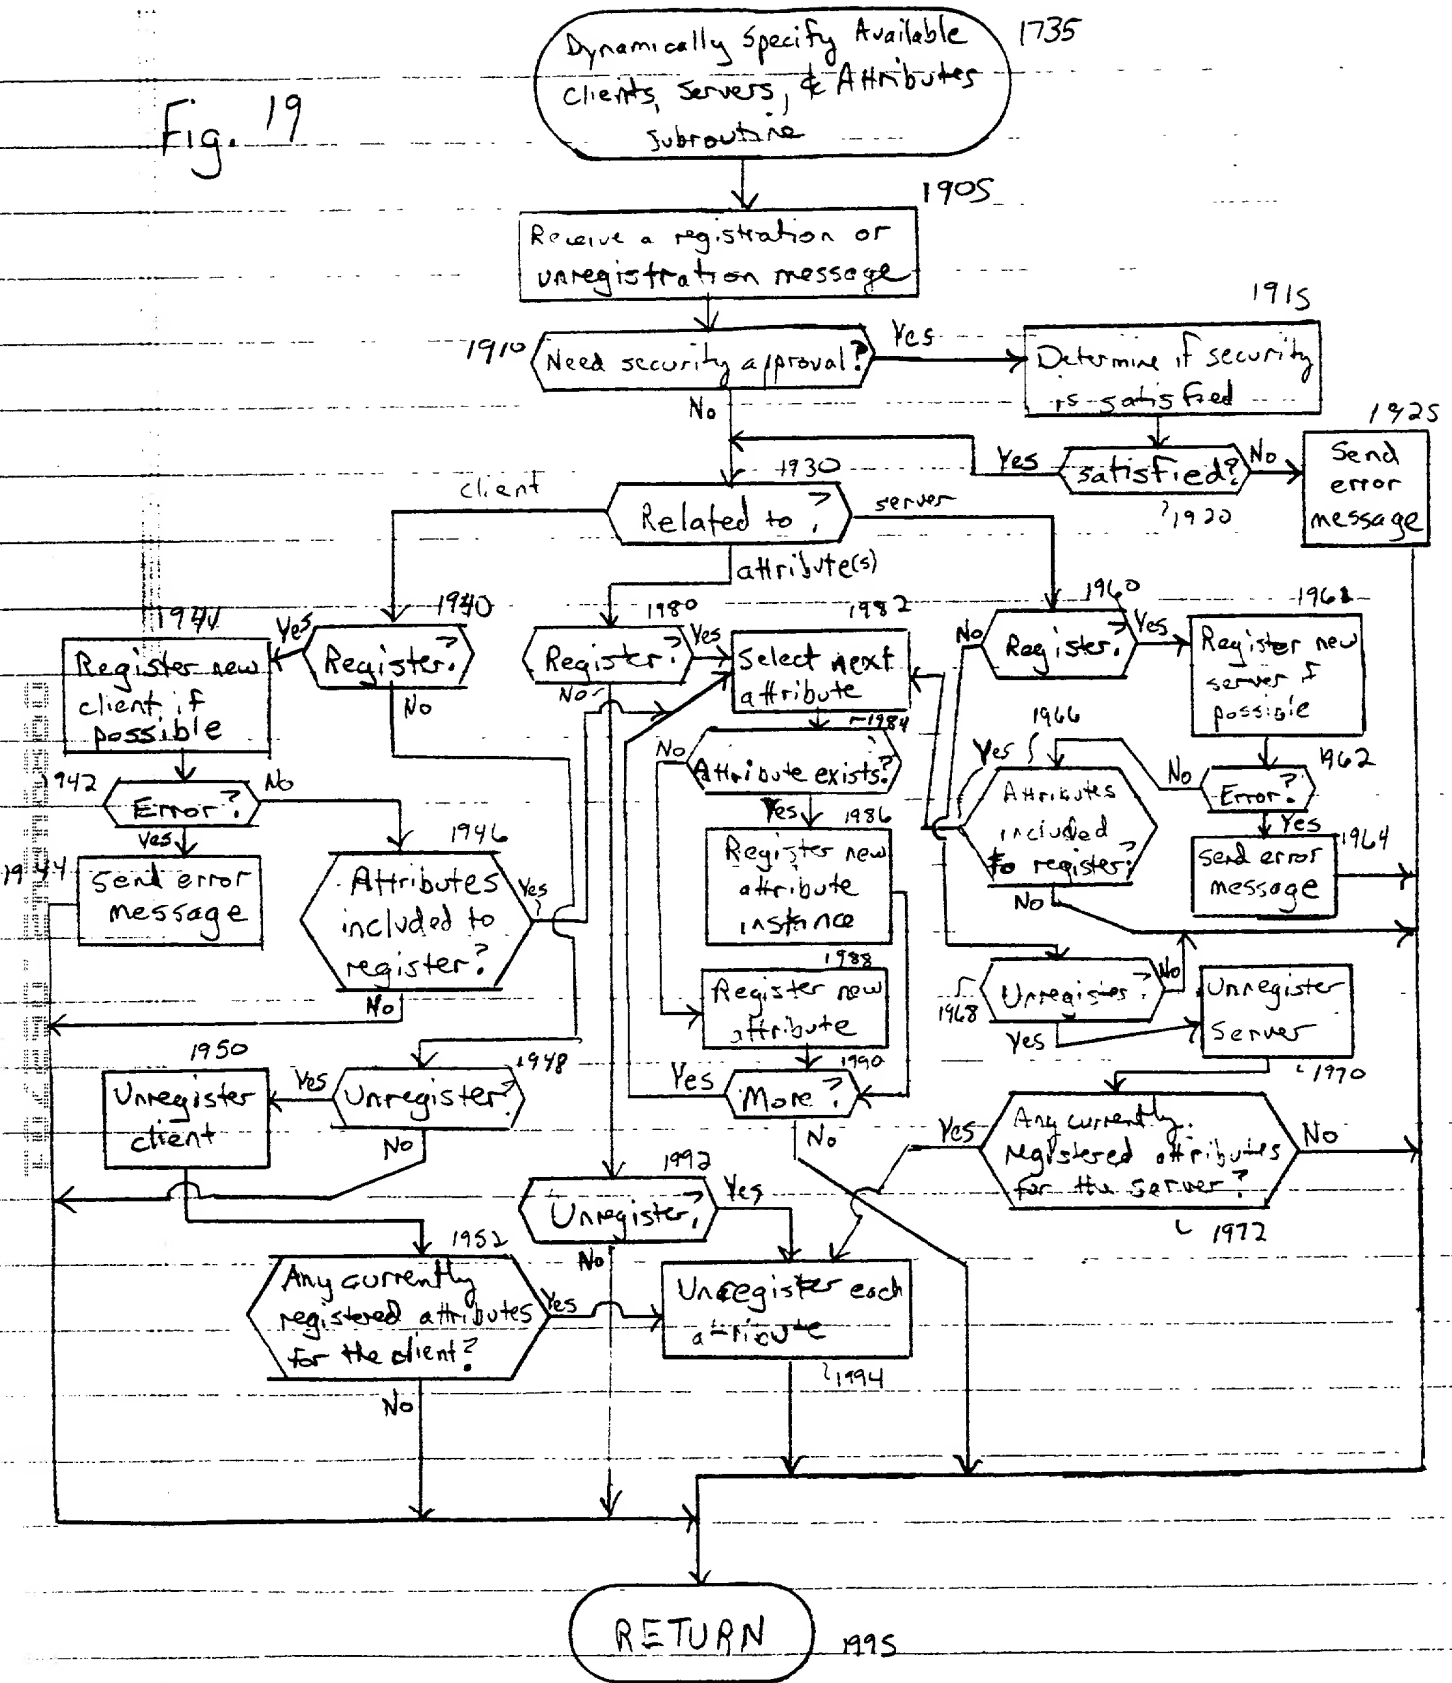 Fig. 19
Dynamically Specify Available
Clients, Servers, & Attributes
Subroutine
1735
1905
Receive a registration or
unregistration message
1910
Need security approval?
Yes
No
1915
Determine if security
is satisfied
Satisfied?
Yes
No
1920
1925
Send
error
message
1930
Related to?
client
server
attribute(s)
1940
Register?
Yes
No
1941
Register new
client if
possible
1942
Error?
No
Yes
1944
Send error
message
1946
Attributes
included to
register?
Yes
No
1948
Unregister?
Yes
No
1950
Unregister
client
1952
Any currently
registered attributes
for the client?
Yes
No
1980
Register?
Yes
No
1982
Select next
attribute
1984
Attribute exists?
No
Yes
1986
Register new
attribute
instance
1988
Register new
attribute
1990
More?
Yes
No
1992
Unregister?
Yes
No
Unregister each
attribute
1994
1960
Register?
No
Yes
1961
Register new
server if
possible
1962
Error?
No
Yes
1964
Send error
message
1966
Attributes
included
to register?
Yes
No
1968
Unregister?
No
Yes
Unregister
Server
1970
Any currently
registered attributes
for the server?
Yes
No
1972
RETURN
1995